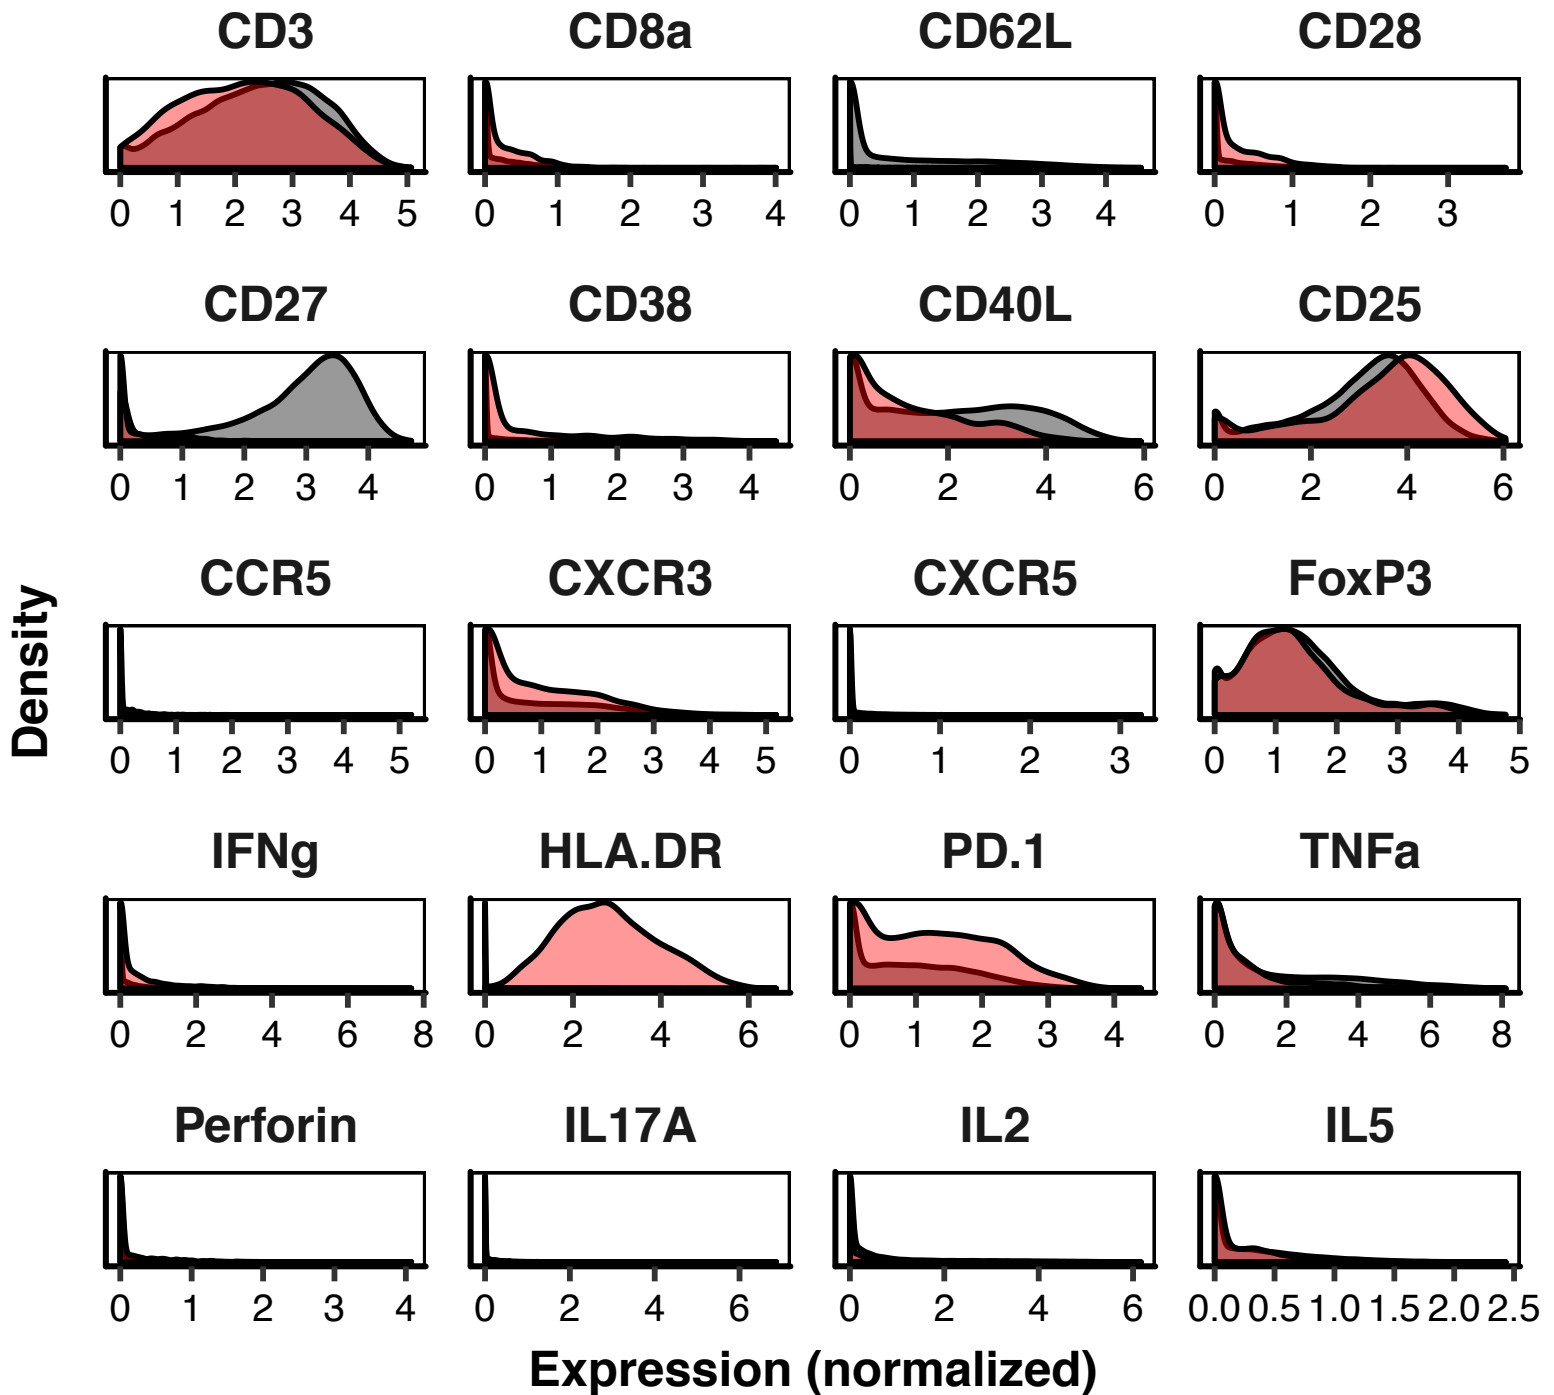 CD3 CD8a CD62L CD28
0 1 2 3 4 5 0 1 2 3 4 0 1 2 3 4 0 1 2 3
CD27 CD38 CD40L CD25
0 1 2 3 4 0 1 2 3 4 0 2 4 6 0 2 4 6
CCR5 CXCR3 CXCR5 FoxP3
0 1 2 3 4 5 0 1 2 3 4 5 0 1 2 3 0 1 2 3 4 5
Density
IFNg HLA.DR PD.1 TNFa
0 2 4 6 8 0 2 4 6 0 1 2 3 4 0 2 4 6 8
Perforin IL17A IL2 IL5
0 1 2 3 4 0 2 4 6 0 2 4 6 0.0 0.5 1.0 1.5 2.0 2.5
Expression (normalized)